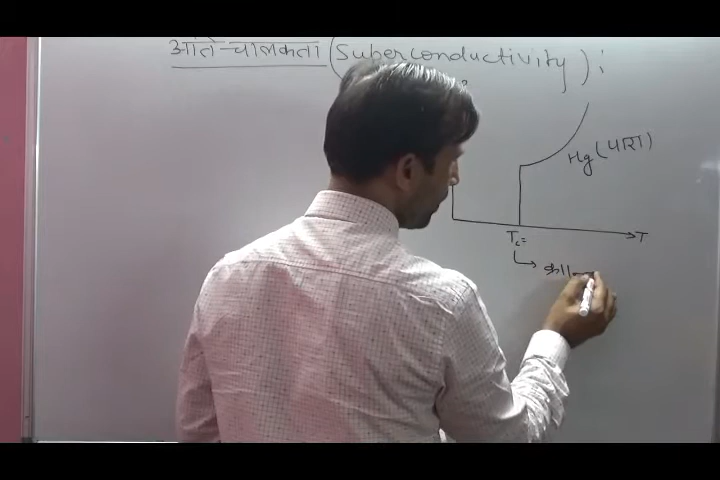 अति-चालकता (Superconductivity) :
Hg (पारा)
T
Tc=